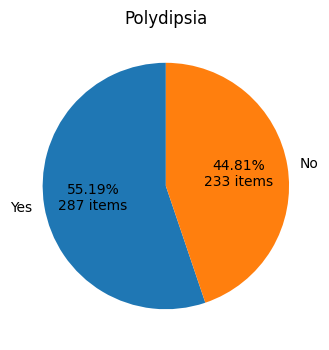 Polydipsia
44.81%
233 items
No
55.19%
287 items
Yes